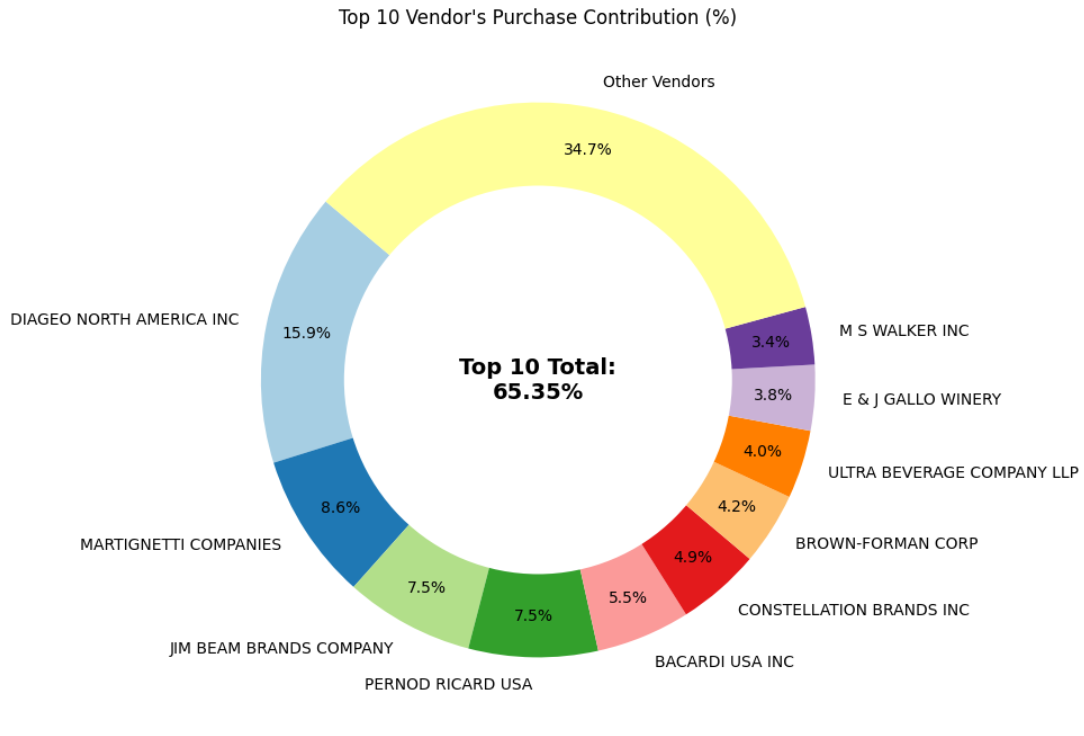 Top 10 Vendor's Purchase Contribution (%)
Other Vendors
34.7%
DIAGEO NORTH AMERICA INC
15.9%
M S WALKER INC
3.4%
Top 10 Total:
65.35%
E & J GALLO WINERY
3.8%
ULTRA BEVERAGE COMPANY LLP
4.0%
BROWN-FORMAN CORP
4.2%
MARTIGNETTI COMPANIES
8.6%
CONSTELLATION BRANDS INC
4.9%
JIM BEAM BRANDS COMPANY
7.5%
PERNOD RICARD USA
7.5%
BACARDI USA INC
5.5%